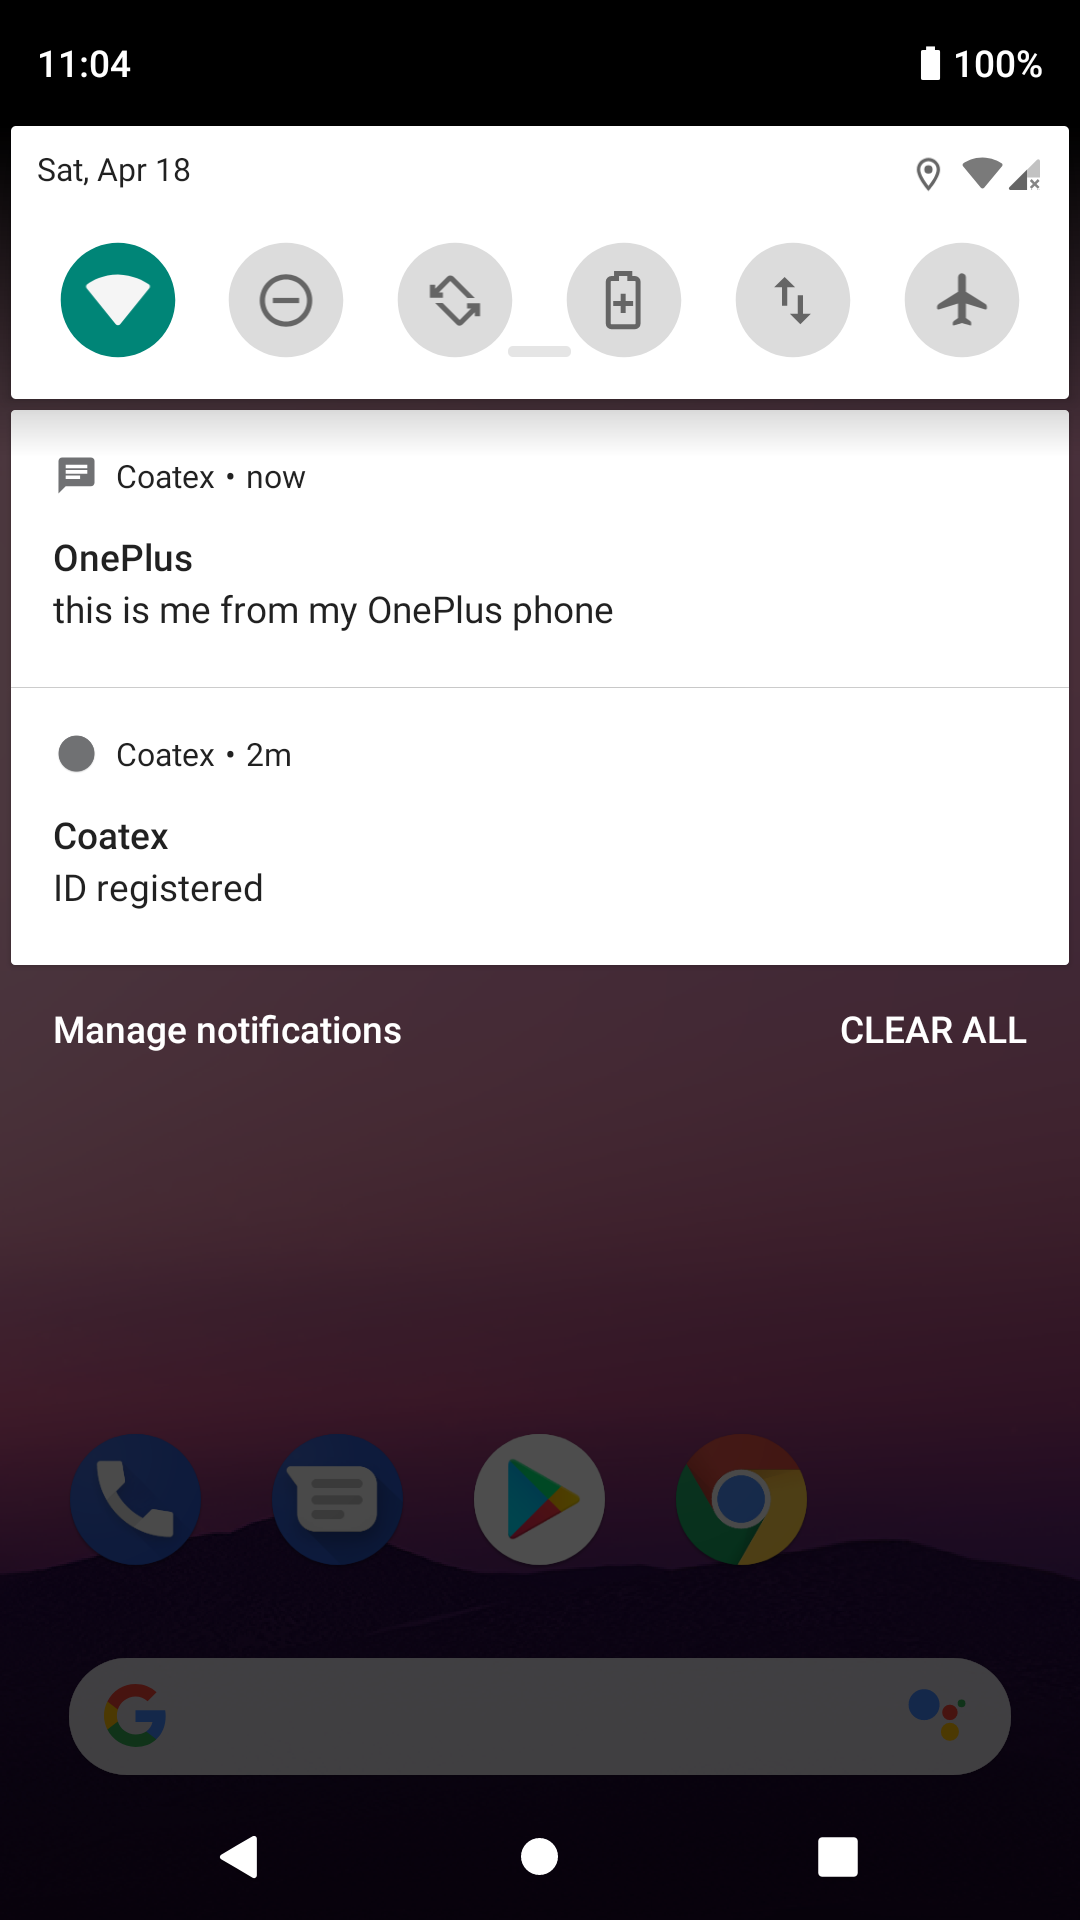 11:04
100%
Sat, Apr 18
Coatex • now
OnePlus
this is me from my OnePlus phone
Coatex • 2m
Coatex
ID registered
Manage notifications
CLEAR ALL